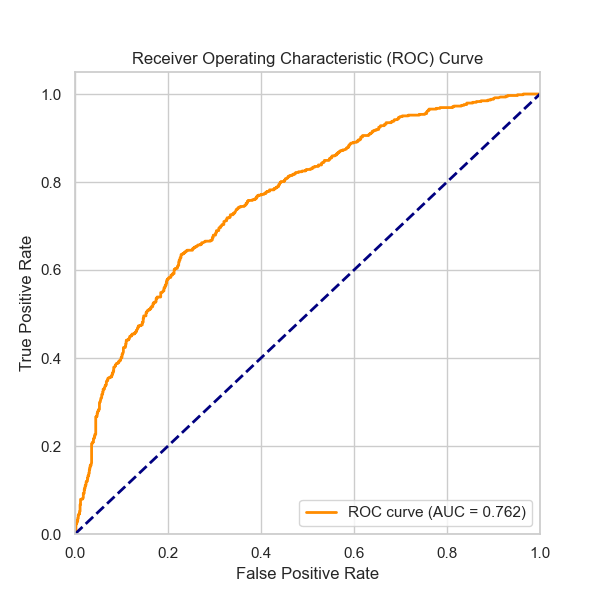 Receiver Operating Characteristic (ROC) Curve
True Positive Rate
1.0
0.8
0.6
0.4
0.2
0.0
ROC curve (AUC = 0.762)
0.0 0.2 0.4 0.6 0.8 1.0
False Positive Rate